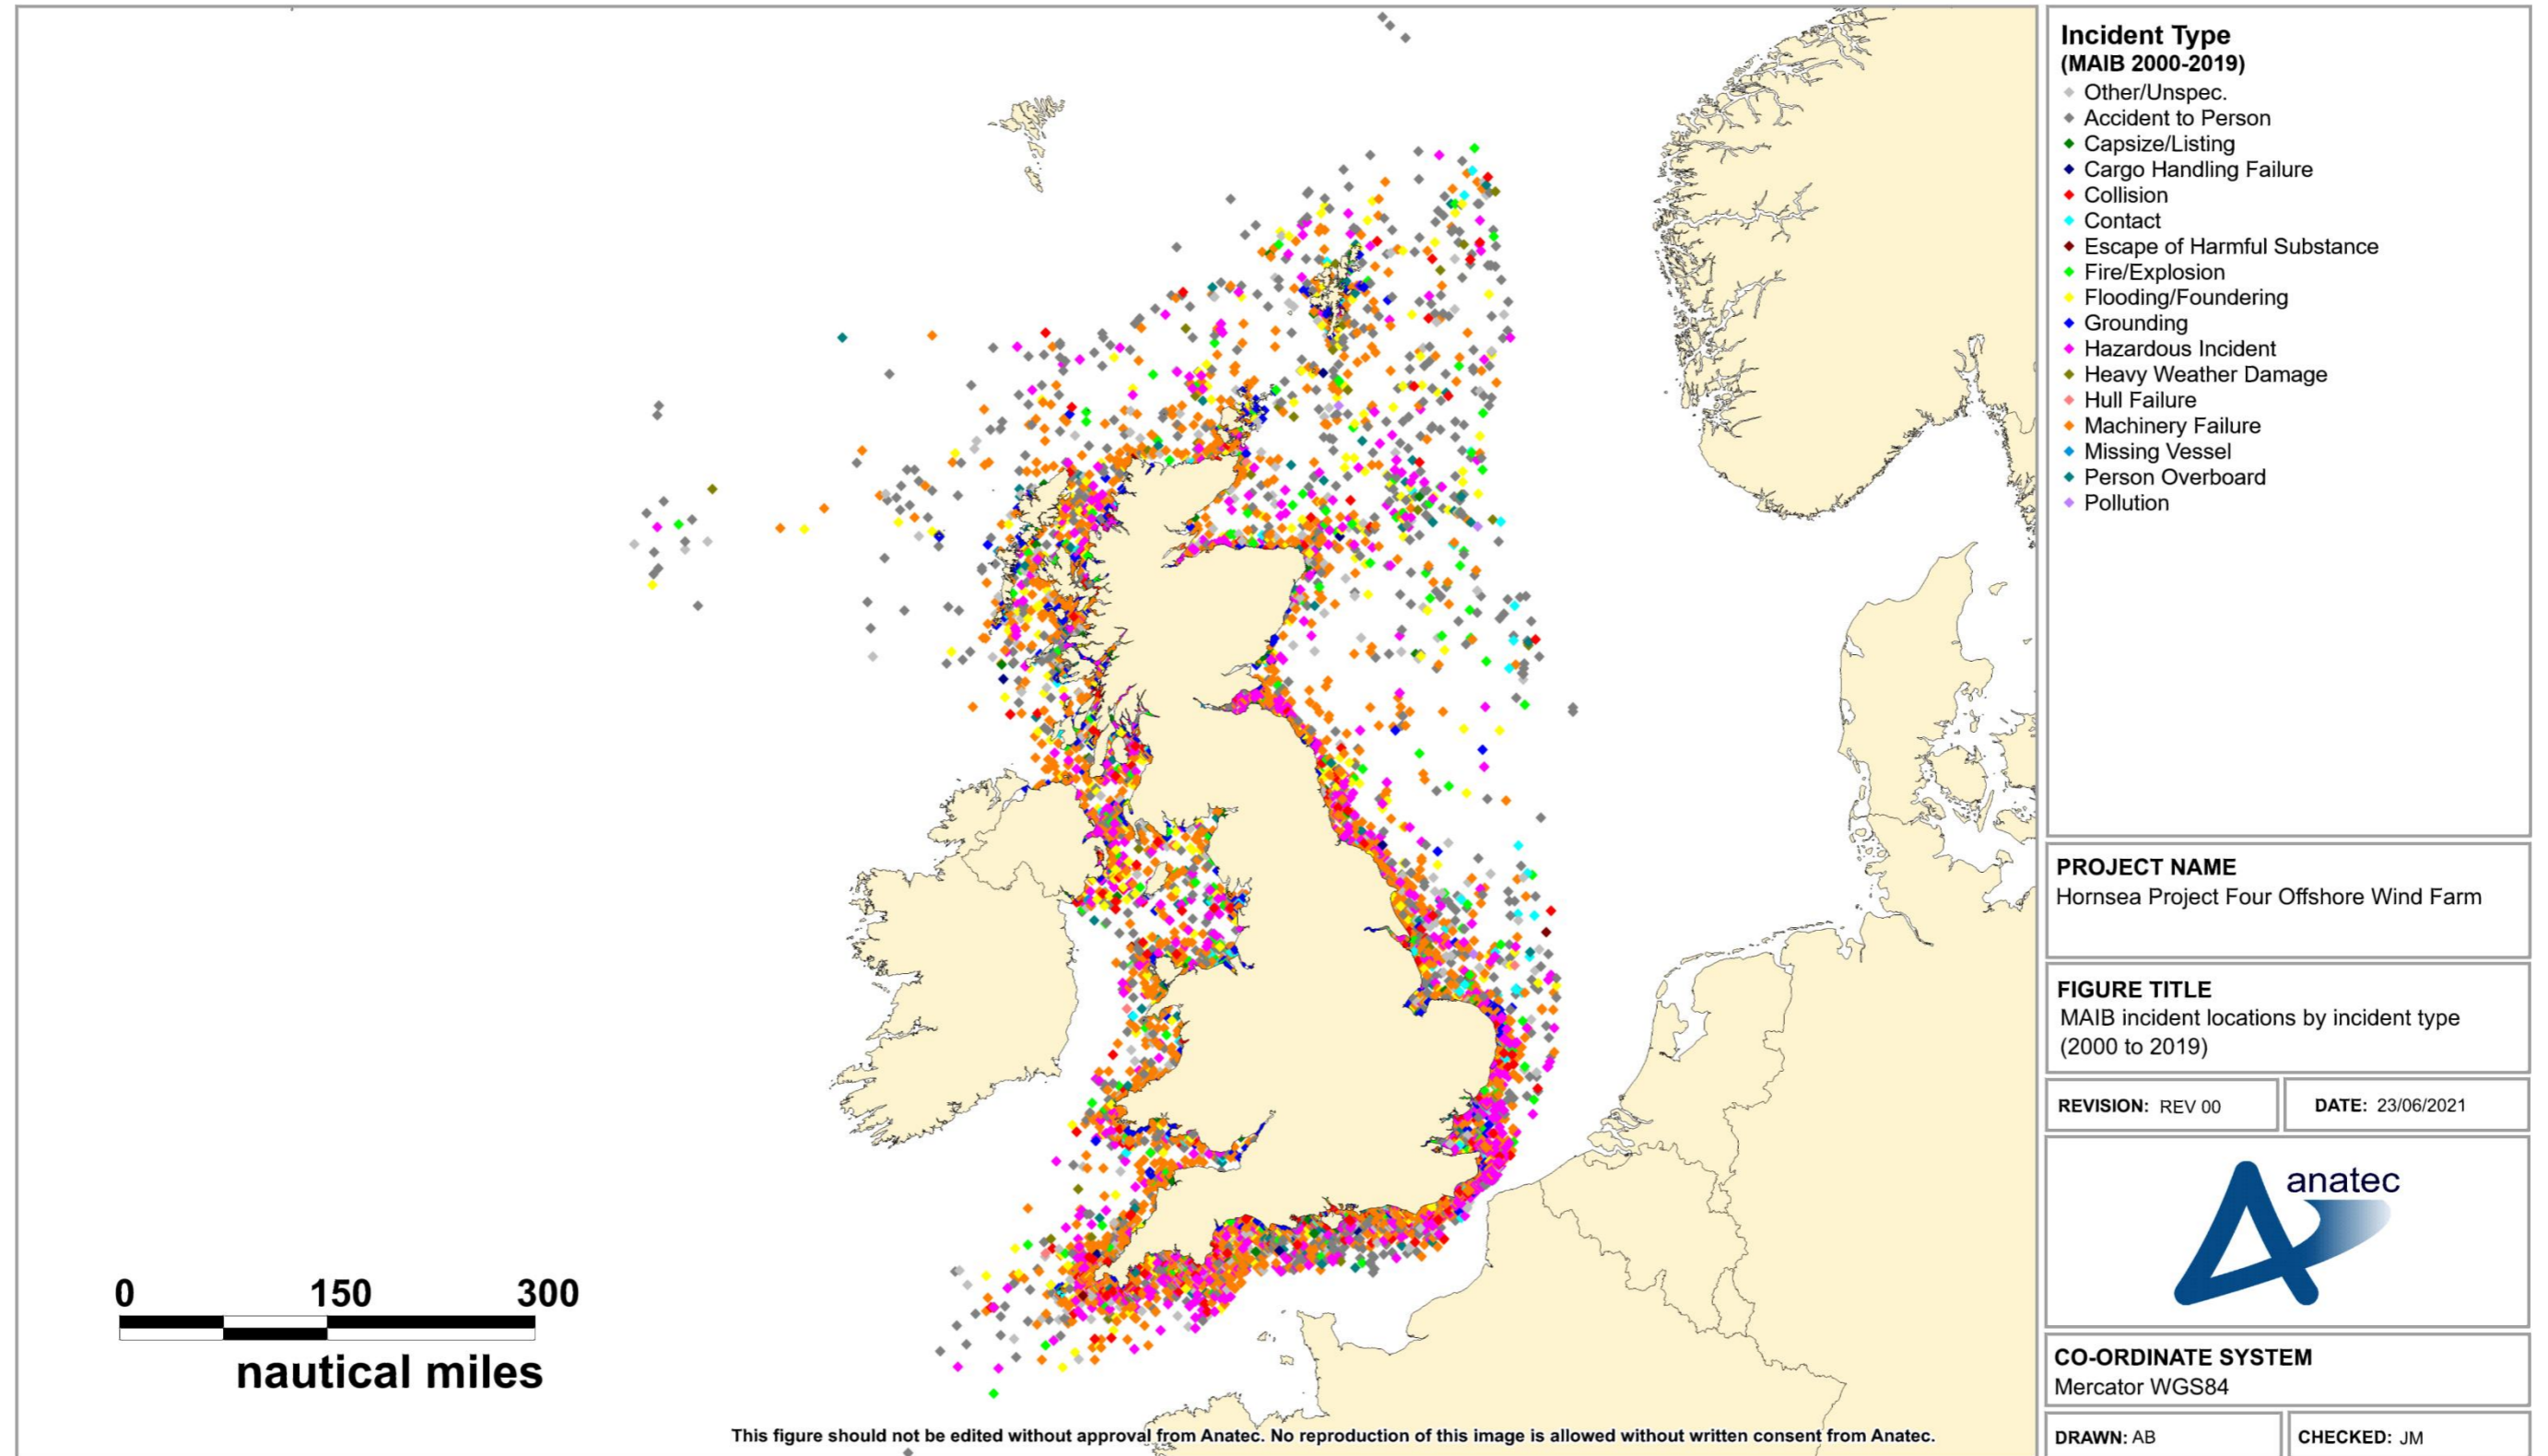 Incident Type
(MAIB 2000-2019)
Other/Unspec.
Accident to Person
Capsize/Listing
Cargo Handling Failure
Collision
Contact
Escape of Harmful Substance
Fire/Explosion
Flooding/Foundering
Grounding
Hazardous Incident
Heavy Weather Damage
Hull Failure
Machinery Failure
Missing Vessel
Person Overboard
Pollution
PROJECT NAME
Hornsea Project Four Offshore Wind Farm
FIGURE TITLE
MAIB incident locations by incident type
(2000 to 2019)
REVISION: REV 00
DATE: 23/06/2021
anatec
CO-ORDINATE SYSTEM
Mercator WGS84
DRAWN: AB
CHECKED: JM
0 150 300
nautical miles
This figure should not be edited without approval from Anatec. No reproduction of this image is allowed without written consent from Anatec.